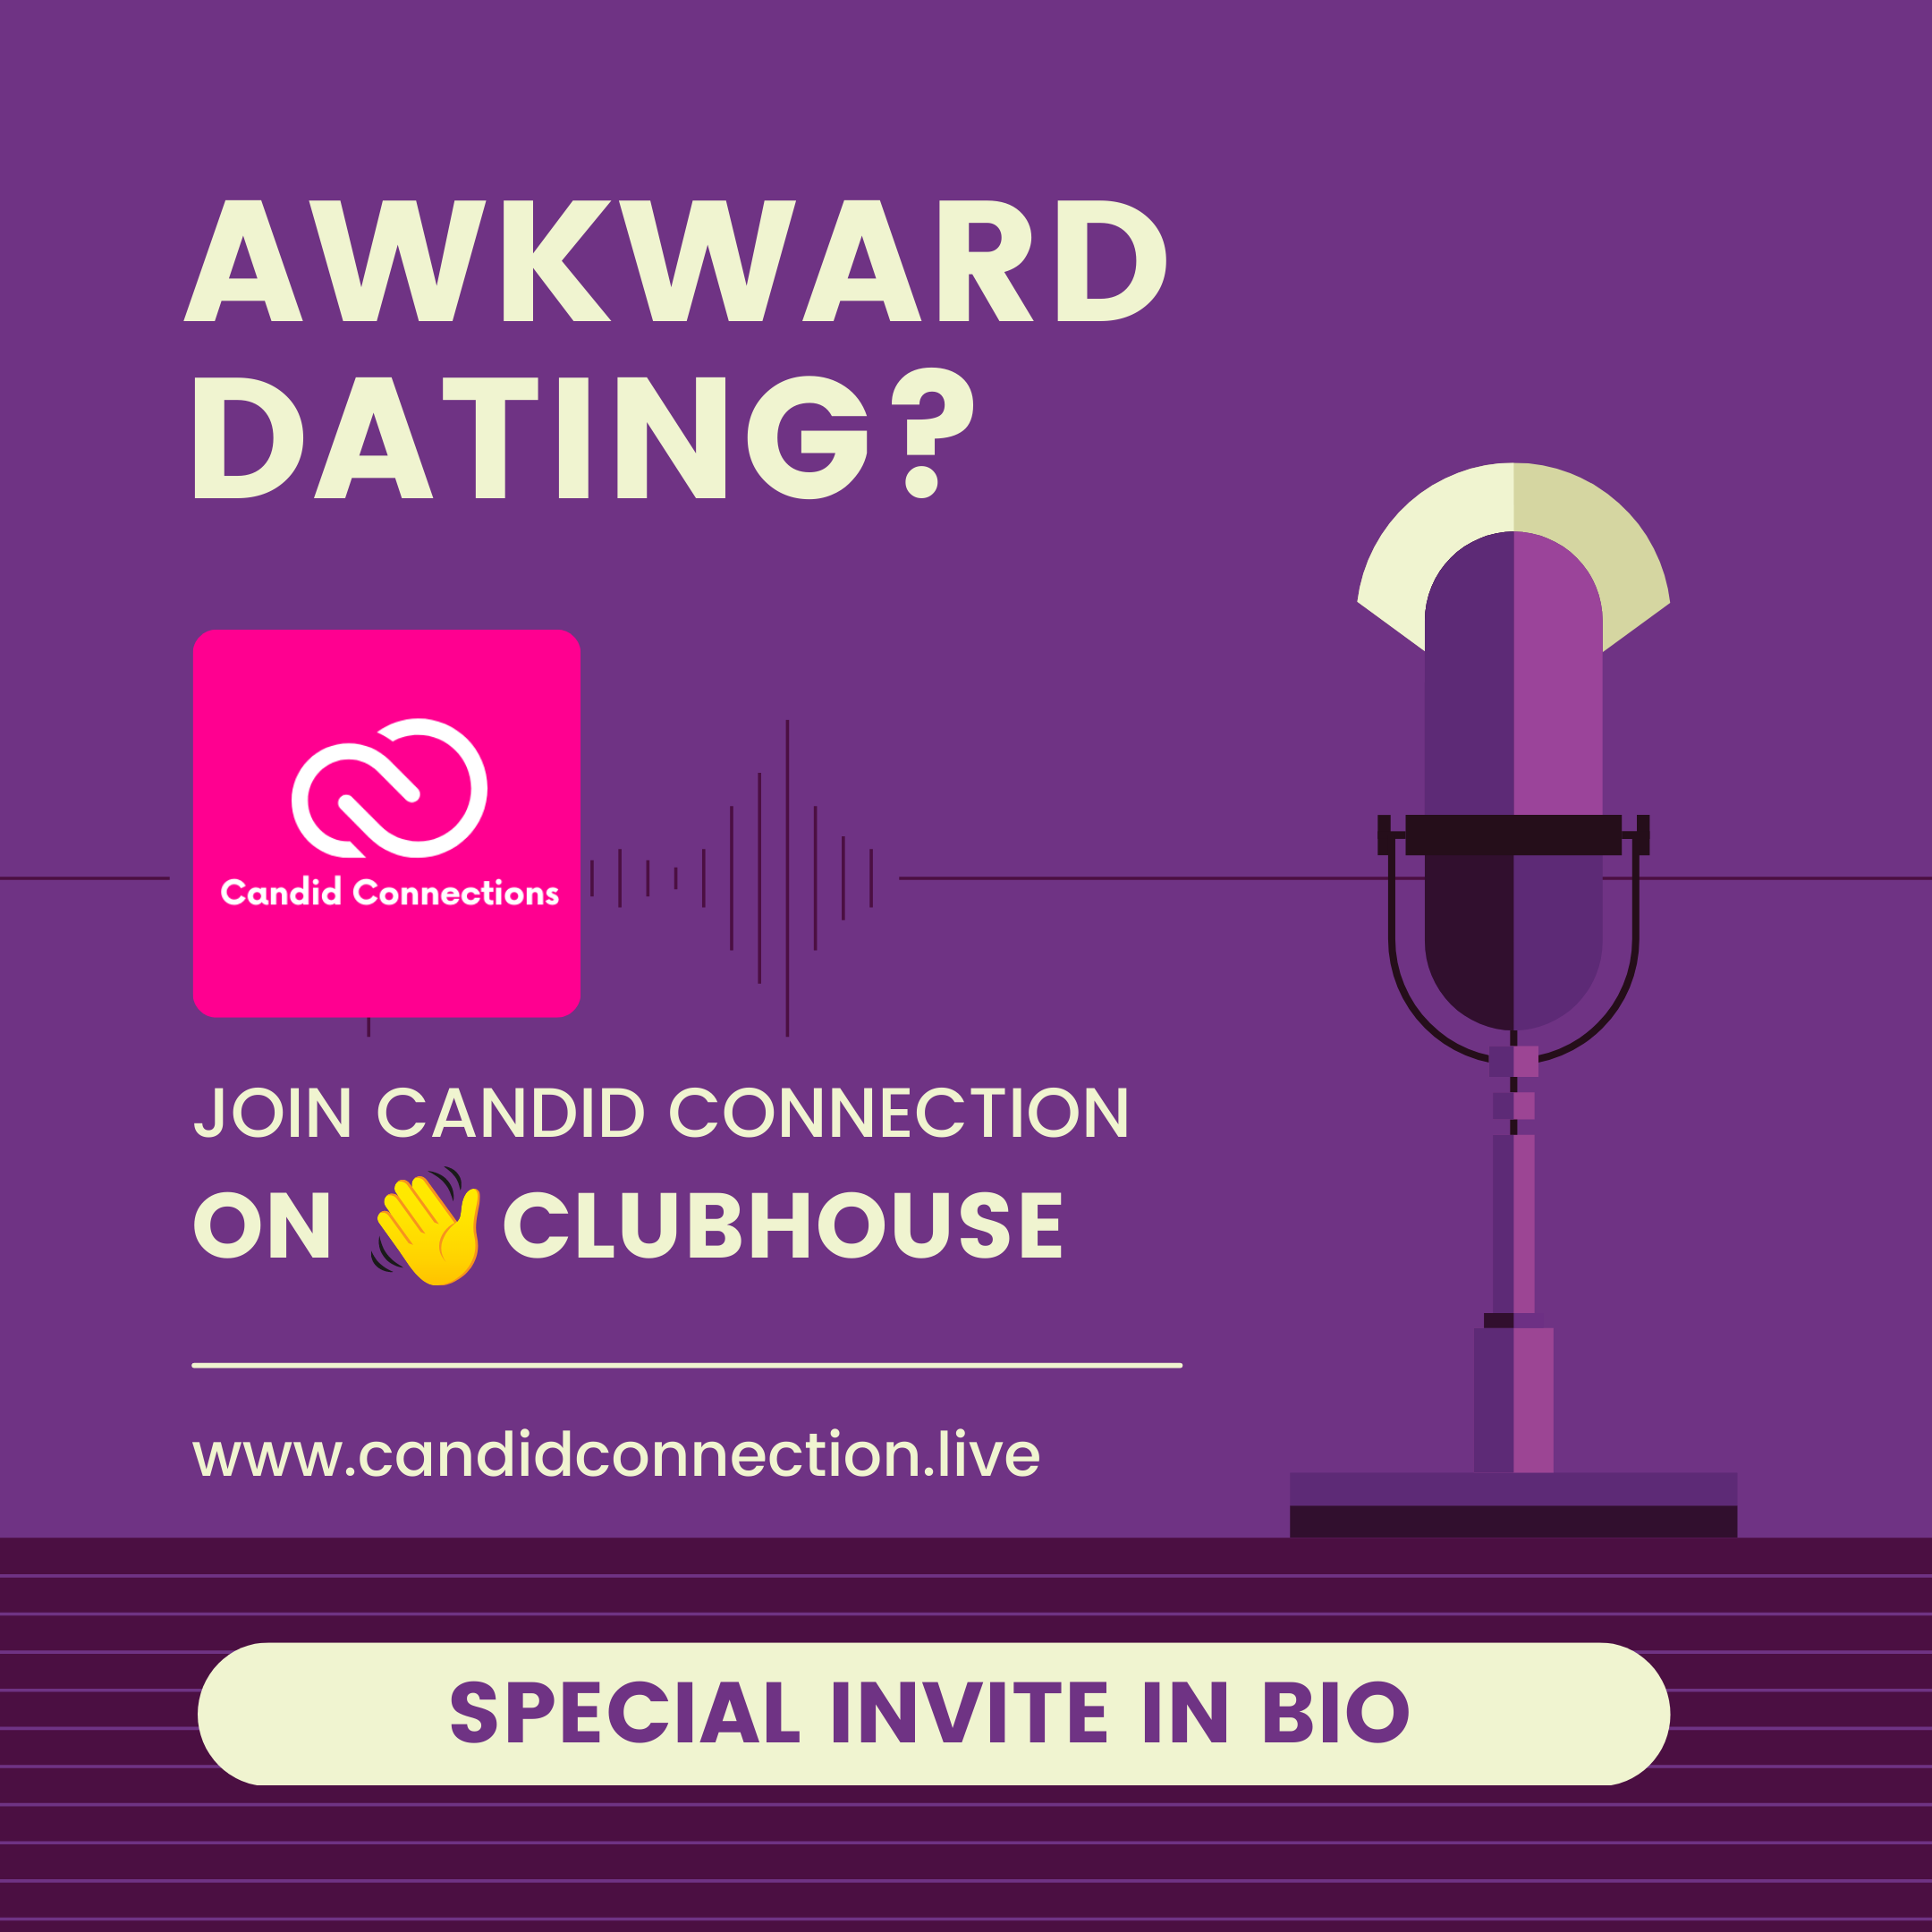 AWKWARD
DATING?
Candid Connections
JOIN CANDID CONNECTION
ON 👋 CLUBHOUSE
www.candidconnection.live
SPECIAL INVITE IN BIO